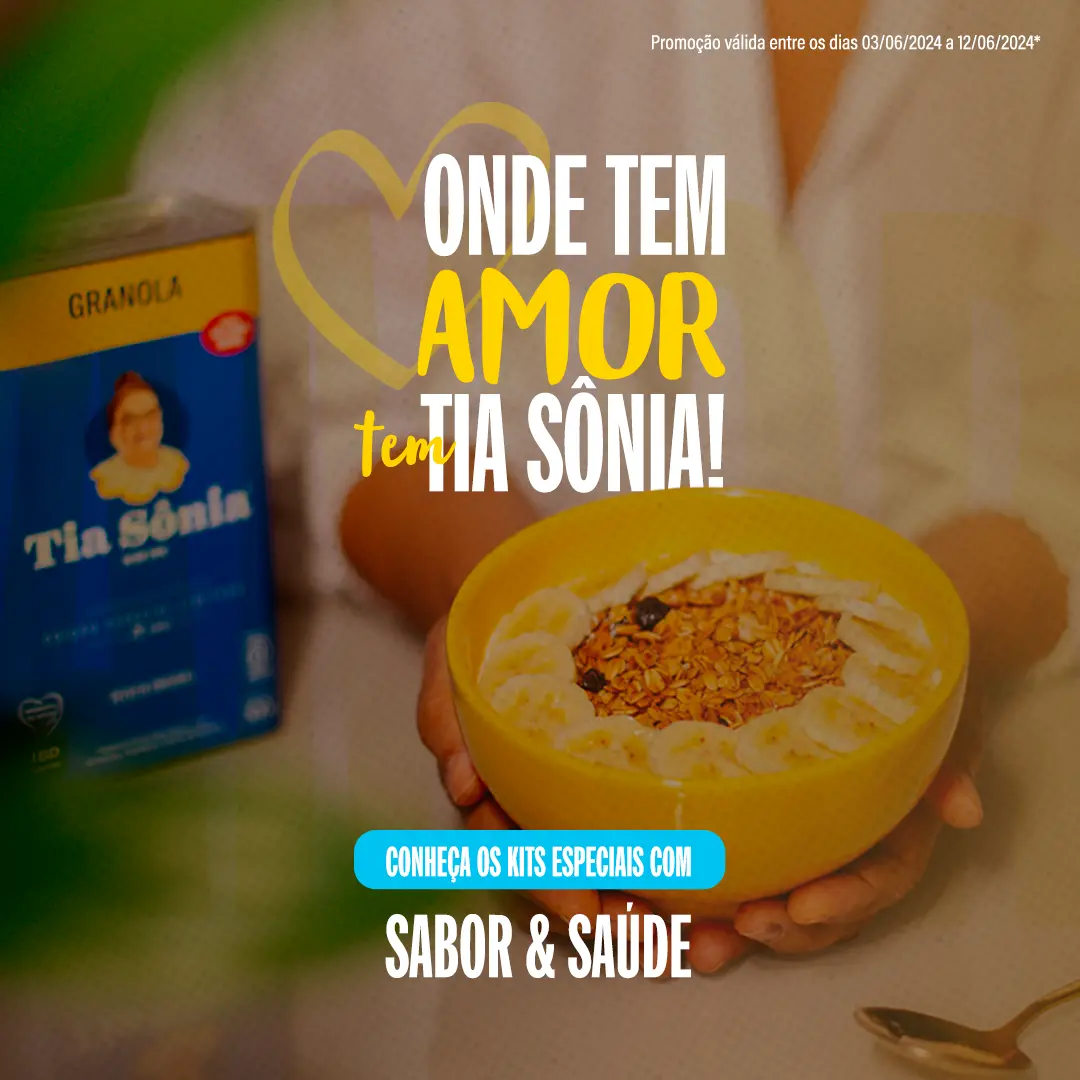 Promoção válida entre os dias 03/06/2024 a 12/06/2024*
ONDE TEM
AMOR
tem TIA SÔNIA!
GRANOLA
Tia Sônia
CONHEÇA OS KITS ESPECIAIS COM
SABOR & SAÚDE